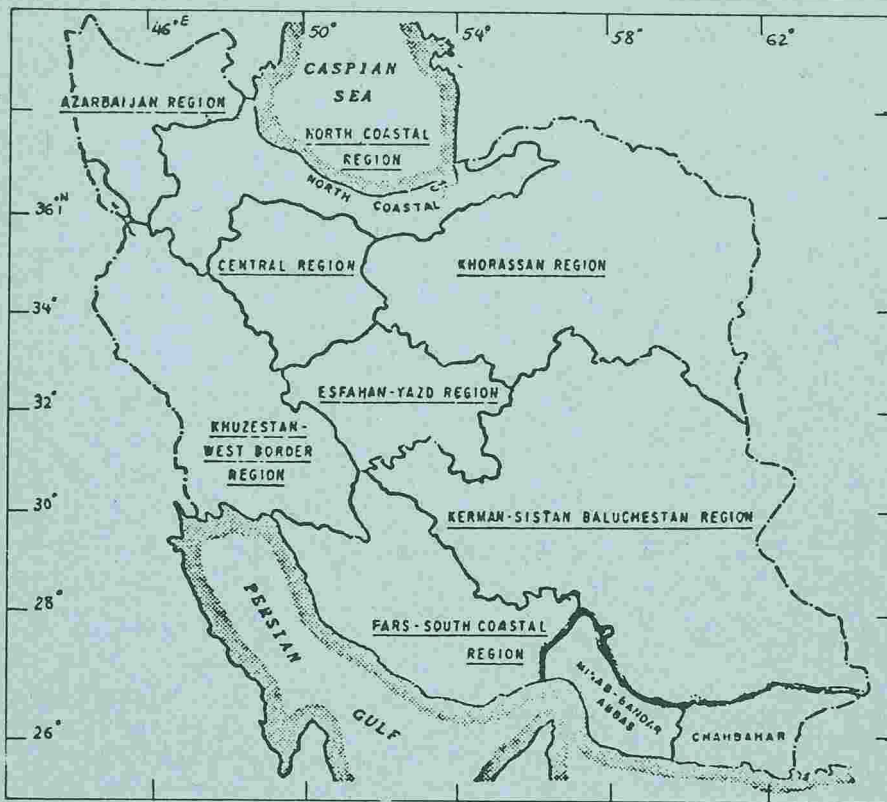 46°E
50°
54°
58°
62°
CASPIAN
SEA
AZARBAIJAN REGION
NORTH COASTAL
REGION
NORTH
COASTAL
36°N
CENTRAL REGION
KHORASSAN REGION
34°
ESFAHAN-YAZD REGION
32°
KHUZESTAN-
WEST BORDER
REGION
30°
KERMAN-SISTAN BALUCHESTAN REGION
28°
PERSIAN
GULF
FARS-SOUTH COASTAL
REGION
MINAB-BANDAR
ABBAS
26°
CHAHBAHAR